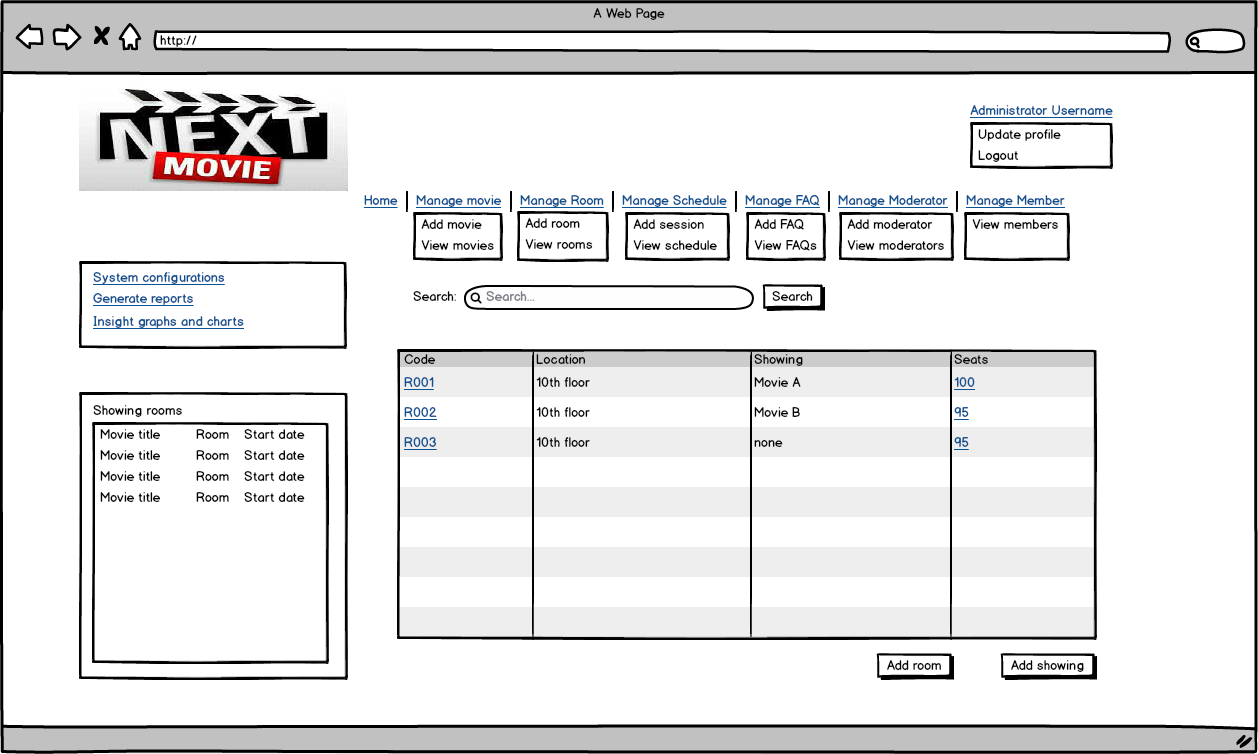 A Web Page
http://
NEXT
MOVIE
Administrator Username
Update profile
Logout
Home Manage movie Manage Room Manage Schedule Manage FAQ Manage Moderator Manage Member
Add movie Add room Add session Add FAQ Add moderator View members
View movies View rooms View schedule View FAQs View moderators
System configurations
Generate reports
Insight graphs and charts
Search: Search... Search
Code Location Showing Seats
R001 10th floor Movie A 100
R002 10th floor Movie B 95
R003 10th floor none 95
Showing rooms
Movie title Room Start date
Movie title Room Start date
Movie title Room Start date
Movie title Room Start date
Add room Add showing